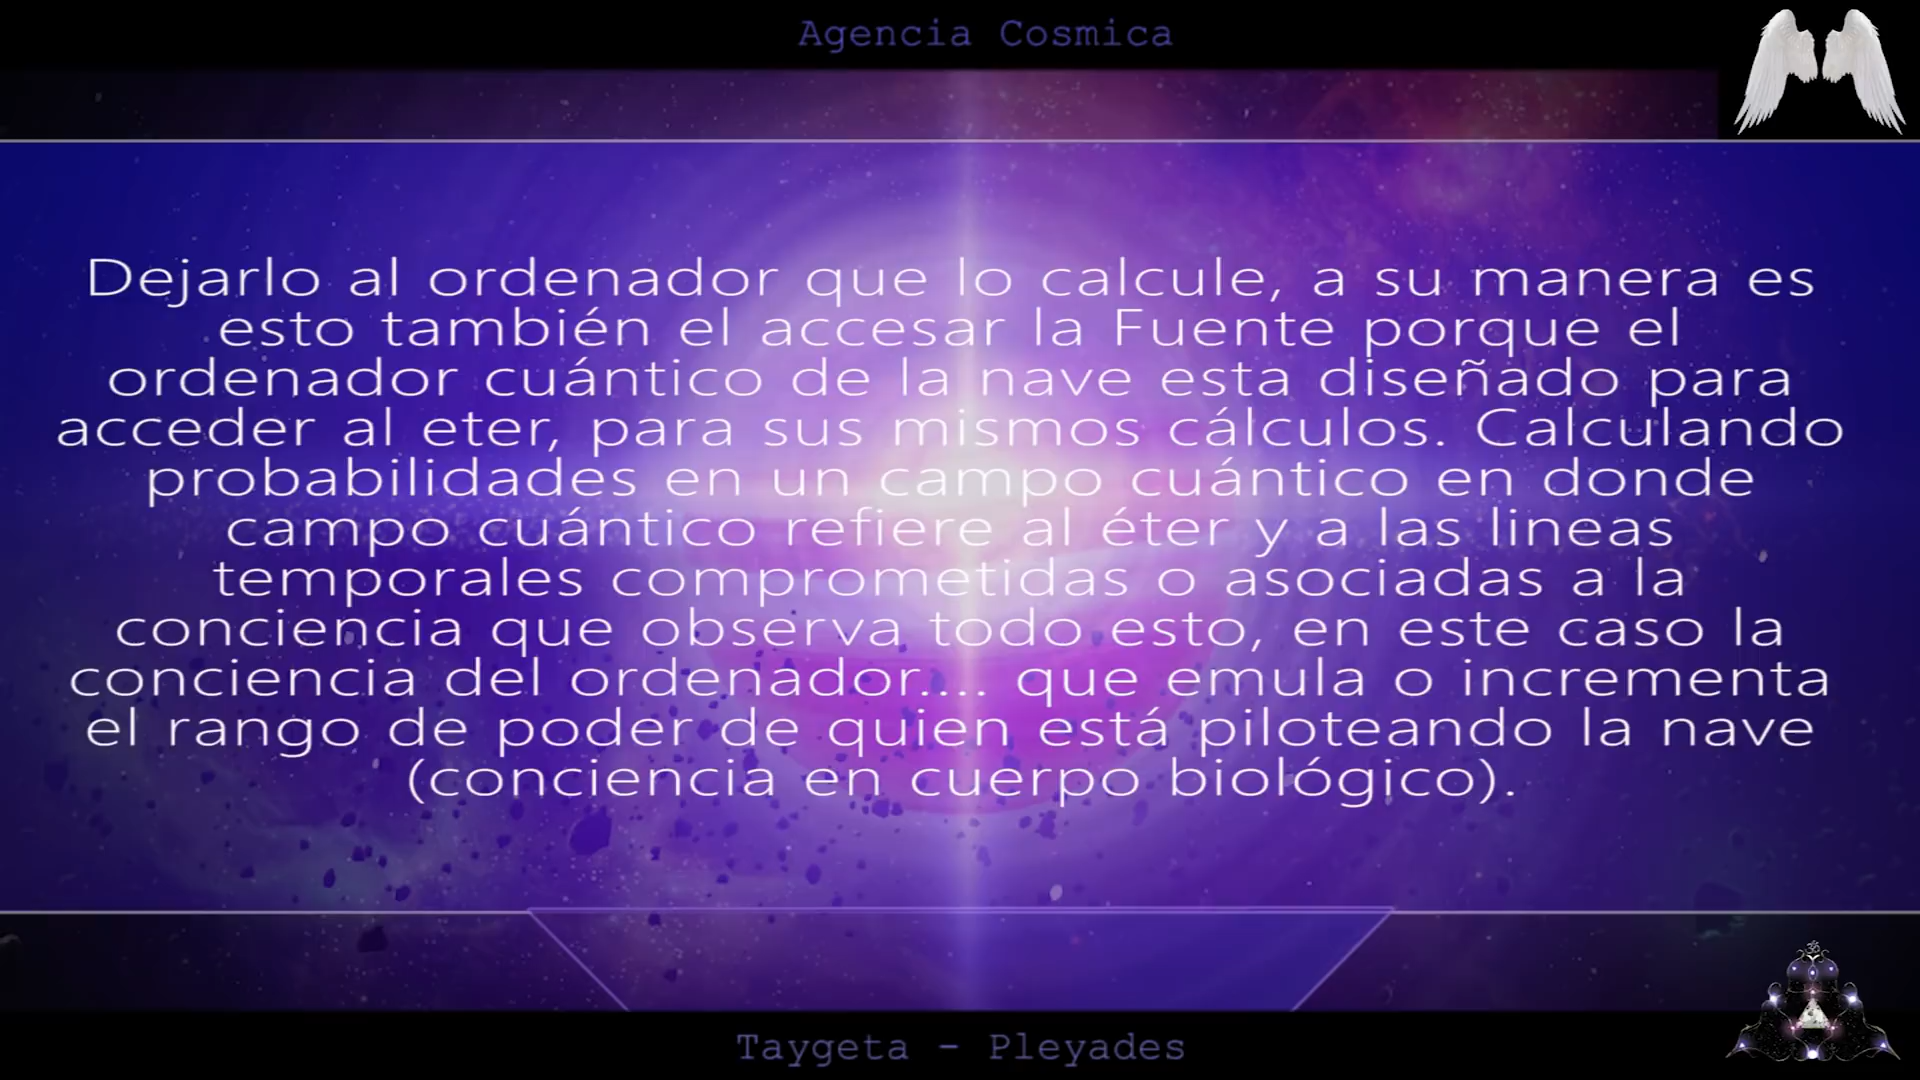 Agencia Cosmica
Dejarlo al ordenador que lo calcule, a su manera es
esto también el accesar la Fuente porque el
ordenador cuántico de la nave esta diseñado para
acceder al eter, para sus mismos cálculos. Calculando
probabilidades en un campo cuántico en donde
campo cuántico refiere al éter y a las lineas
temporales comprometidas o asociadas a la
conciencia que observa todo esto, en este caso la
conciencia del ordenador.... que emula o incrementa
el rango de poder de quien está piloteando la nave
(conciencia en cuerpo biológico).
ॐ
Taygeta - Pleyades